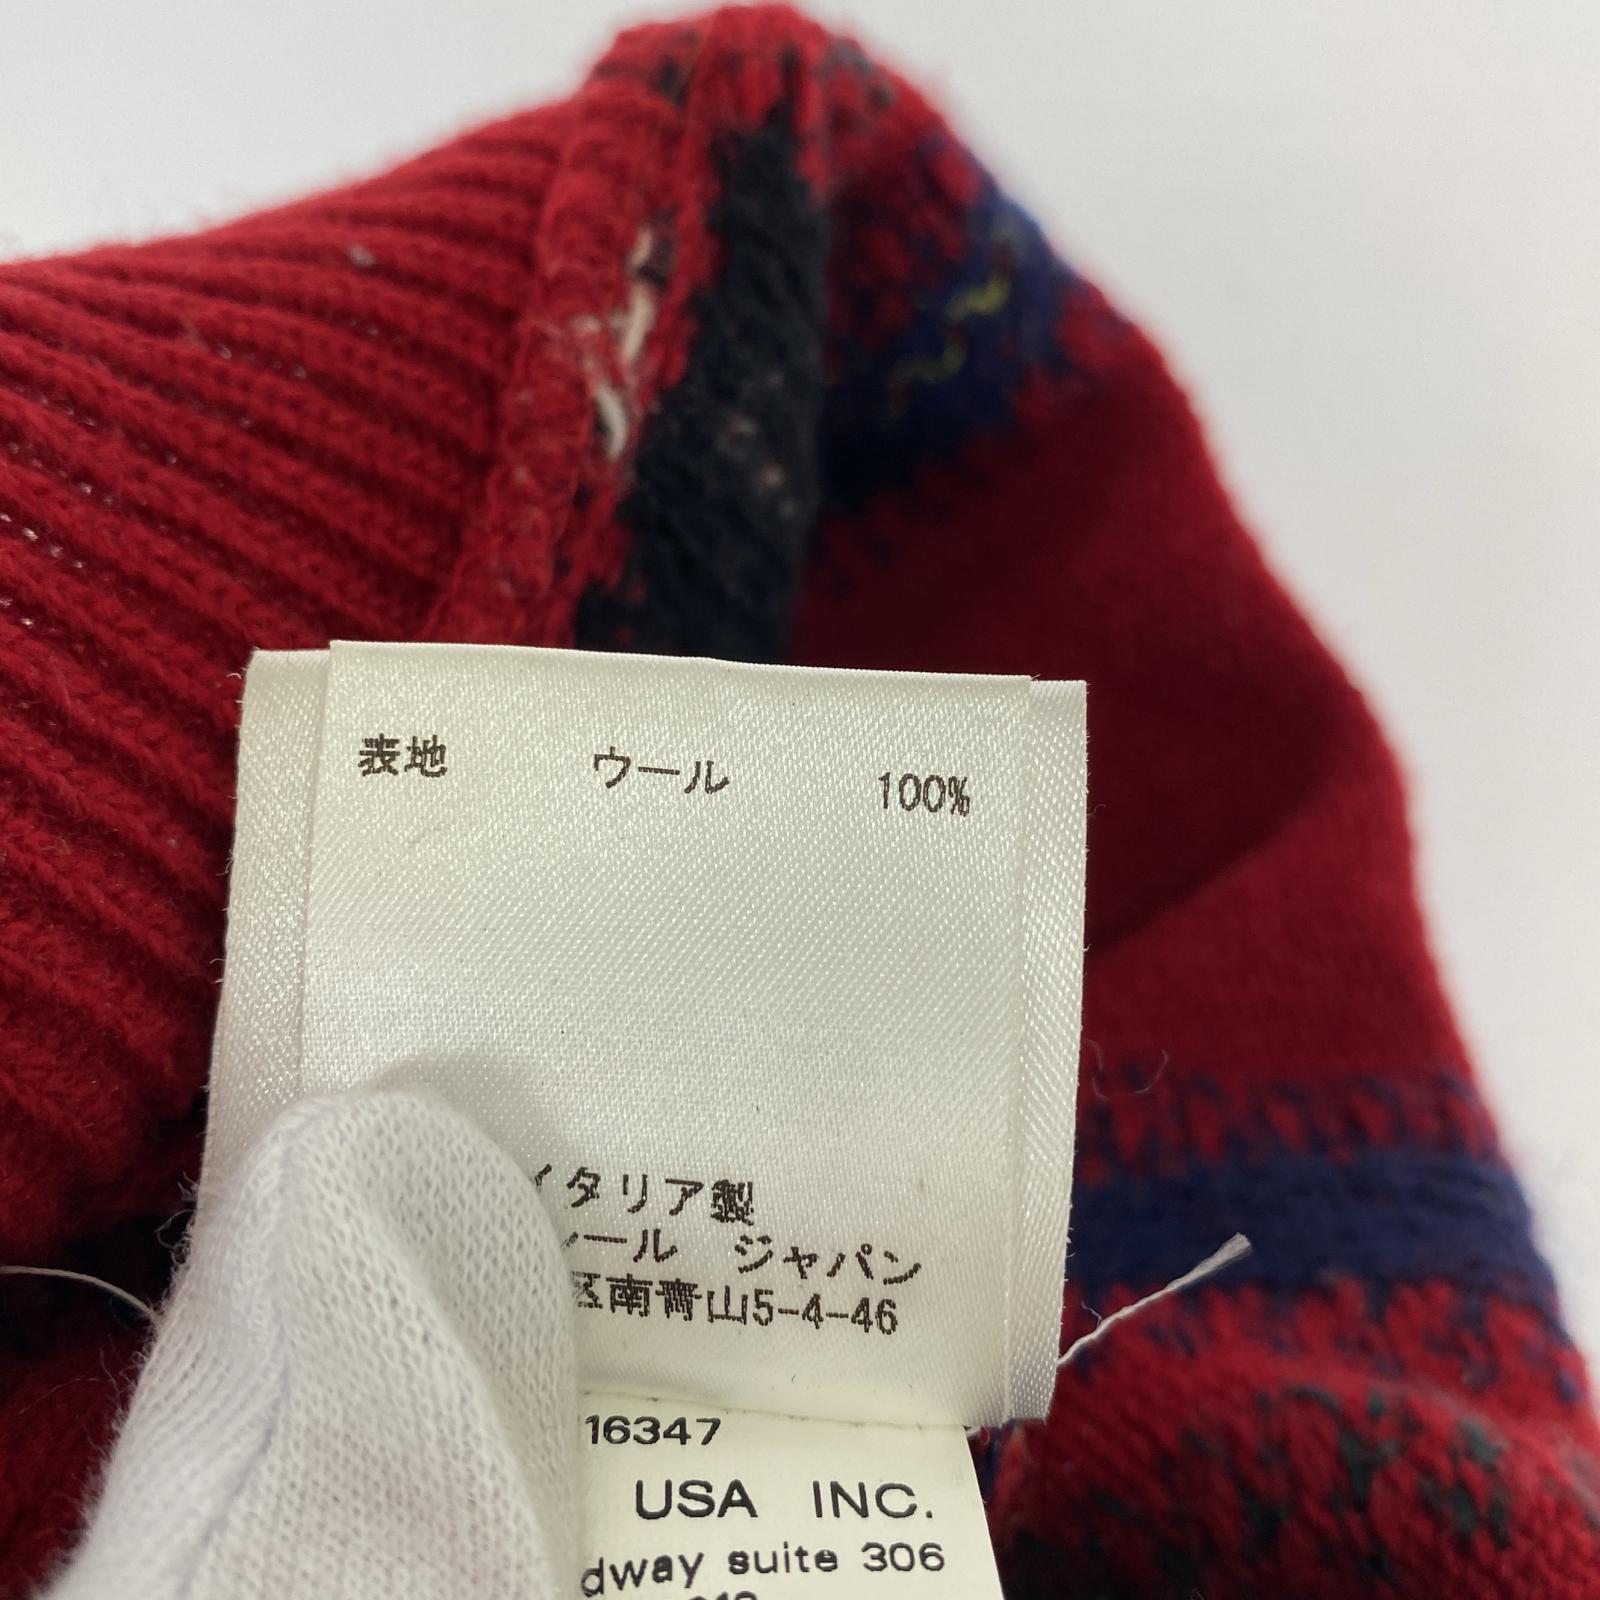 表地 ウール 100%
イタリア製
ール ジャパン
区南青山5-4-46
16347
USA INC.
dway suite 306